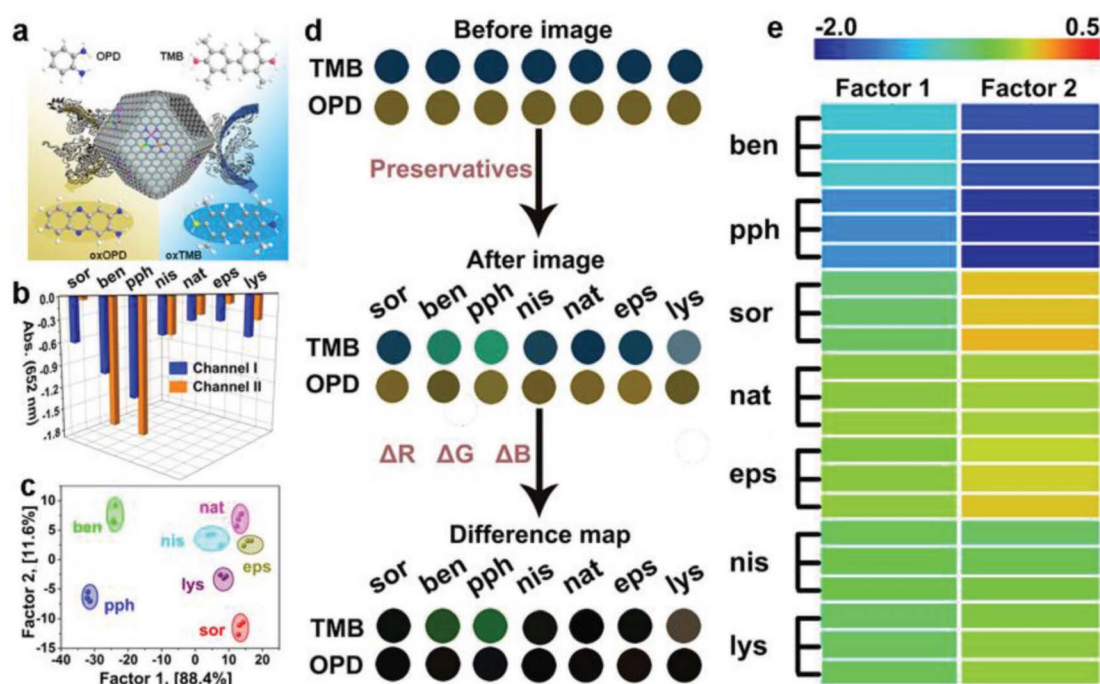 a
OPD
TMB
oxOPD
oxTMB
b
sor ben pph nis nat eps lys
0.0
-0.3
-0.6
-0.9
-1.2
-1.5
-1.8
Abs. (652 nm)
Channel I
Channel II
c
Factor 2, [11.6%]
10
5
0
-5
-10
-15
ben
nat
nis
eps
lys
pph
sor
-40 -30 -20 -10 0 10 20
Factor 1, [88.4%]
d
Before image
TMB
OPD
Preservatives
After image
sor ben pph nis nat eps lys
TMB
OPD
ΔR ΔG ΔB
Difference map
sor ben pph nis nat eps lys
TMB
OPD
e
-2.0 0.5
Factor 1 Factor 2
ben
pph
sor
nat
eps
nis
lys